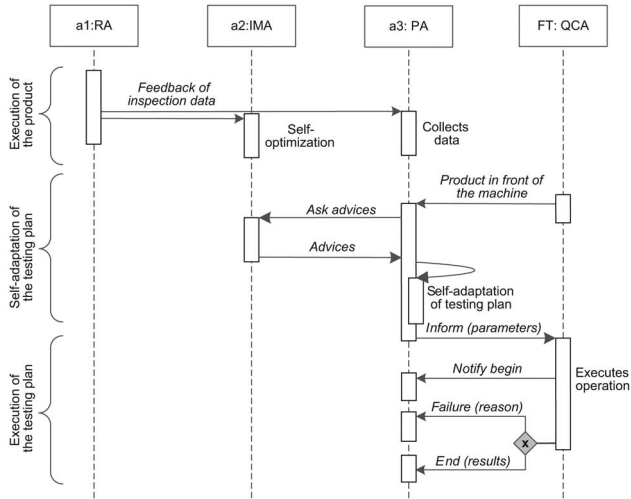 a1:RA
a2:IMA
a3: PA
FT: QCA
Execution of
the product
Feedback of
inspection data
Self-
optimization
Collects
data
Self-adaptation of
the testing plan
Product in front of
the machine
Ask advices
Advices
Self-adaptation
of testing plan
Inform (parameters)
Execution of
the testing plan
Notify begin
Executes
operation
Failure (reason)
x
End (results)